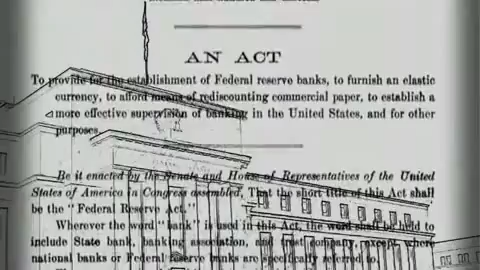 AN ACT
To provide for the establishment of Federal reserve banks, to furnish an elastic
currency, to afford means of rediscounting commercial paper, to establish a
more effective supervision of banking in the United States, and for other
purposes.
Be it enacted by the Senate and House of Representatives of the United
States of America in Congress assembled, That the short title of this Act shall
be the "Federal Reserve Act."
Wherever the word "bank" is used in this Act, the word shall be held to
include State bank, banking association, and trust company, except where
national banks or Federal reserve banks are specifically referred to.